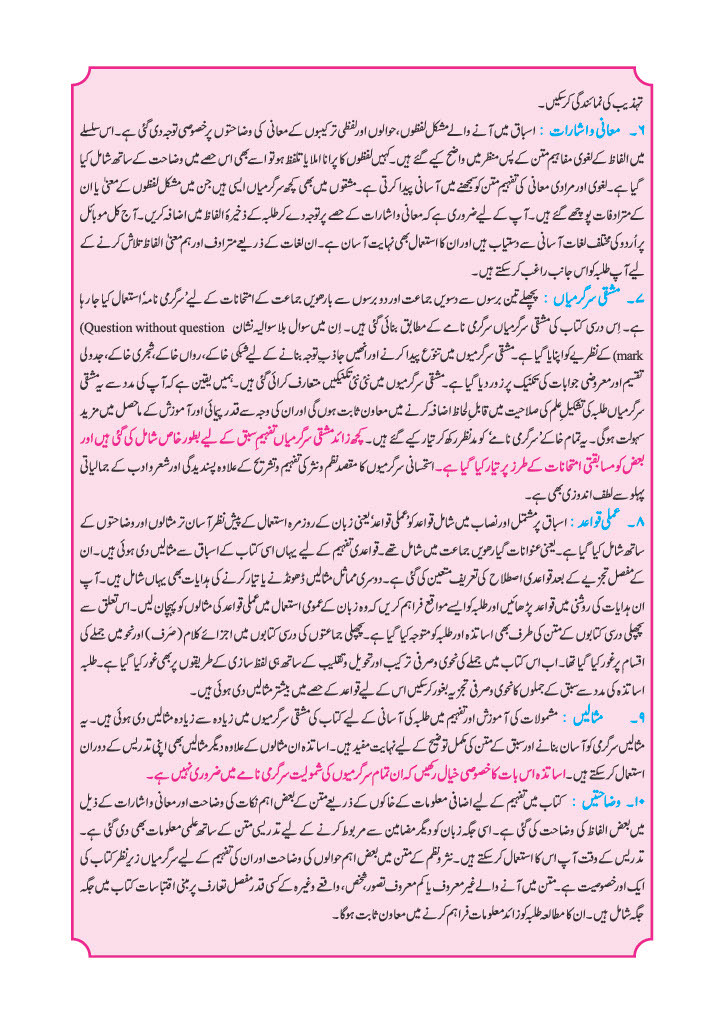 تہذیب کی نمائندگی کرسکیں۔
۶۔ معانی و اشارات : اسباق میں آنے والے مشکل لفظوں، حوالوں اور لفظی ترکیبوں کے معانی کی وضاحتوں پر خصوصی توجہ دی گئی ہے۔ اس سلسلے
میں الفاظ کے لغوی مفاہیم متن کے پس منظر میں واضح کیے گئے ہیں۔ کہیں لفظوں کا پرانا املا یا تلفظ ہو تو اسے بھی اس حصے میں وضاحت کے ساتھ شامل کیا
گیا ہے۔ لغوی اور مرادی معانی کی تفہیم متن کو سمجھنے میں آسانی پیدا کرتی ہے۔ مشقوں میں بھی کچھ سرگرمیاں ایسی ہیں جن میں مشکل لفظوں کے معنیٰ یا ان
کے مترادفات پوچھے گئے ہیں۔ آپ کے لیے ضروری ہے کہ معانی و اشارات کے حصے پر توجہ دے کر طلبہ کے ذخیرۂ الفاظ میں اضافہ کریں۔ آج کل موبائل
پر اُردو کی مختلف لغات آسانی سے دستیاب ہیں اور ان کا استعمال بھی نہایت آسان ہے۔ ان لغات کے ذریعے مترادف اور ہم معنیٰ الفاظ تلاش کرنے کے
لیے آپ طلبہ کو اس جانب راغب کرسکتے ہیں۔
۷۔ مشقی سرگرمیاں : پچھلے تین برسوں سے دسویں جماعت اور دو برسوں سے بارھویں جماعت کے امتحانات کے لیے 'سرگرمی نامہ' استعمال کیا جا رہا
ہے۔ اِس درسی کتاب کی مشقی سرگرمیاں سرگرمی نامے کے مطابق بنائی گئی ہیں۔ اِن میں سوال بلا سوالیہ نشان (Question without question
mark) کے نظریے کو اپنایا گیا ہے۔ مشقی سرگرمیوں میں تنوع پیدا کرنے اور انھیں جاذبِ توجہ بنانے کے لیے شبکی خاکے، رواں خاکے، شجری خاکے، جدولی
تقسیم اور معروضی جوابات کی تکنیک پر زور دیا گیا ہے۔ مشقی سرگرمیوں میں نئی نئی تکنیکیں متعارف کرائی گئی ہیں۔ ہمیں یقین ہے کہ آپ کی مدد سے یہ مشقی
سرگرمیاں طلبہ کی تشکیلِ علم کی صلاحیت میں قابلِ لحاظ اضافہ کرنے میں معاون ثابت ہوں گی اور ان کی وجہ سے قدر پیمائی اور آموزش کے ماحصل میں مزید
سہولت ہوگی۔ یہ تمام خاکے 'سرگرمی نامے' کو مدنظر رکھ کر تیار کیے گئے ہیں۔ کچھ زائد مشقی سرگرمیاں تفہیمِ سبق کے لیے بطورِ خاص شامل کی گئی ہیں اور
بعض کو مسابقتی امتحانات کے طرز پر تیار کیا گیا ہے۔ استحسانی سرگرمیوں کا مقصد نظم و نثر کی تفہیم و تشریح کے علاوہ پسندیدگی اور شعر و ادب کے جمالیاتی
پہلو سے لطف اندوزی بھی ہے۔
۸۔ عملی قواعد : اسباق پر مشتمل اور نصاب میں شامل قواعد کو 'عملی قواعد' یعنی زبان کے روزمرہ استعمال کے پیش نظر آسان تر مثالوں اور وضاحتوں کے
ساتھ شامل کیا گیا ہے۔ یعنی عنوانات گیارھویں جماعت میں شامل تھے۔ قواعدی تفہیم کے لیے یہاں اسی کتاب کے اسباق سے مثالیں دی ہوئی ہیں۔ ان
کے مفصل تجزیے کے بعد قواعدی اصطلاح کی تعریف متعین کی گئی ہے۔ دوسری مماثل مثالیں ڈھونڈنے یا تیار کرنے کی ہدایات بھی یہاں شامل ہیں۔ آپ
ان ہدایات کی روشنی میں قواعد پڑھائیں اور طلبہ کو ایسے مواقع فراہم کریں کہ وہ زبان کے عمومی استعمال میں عملی قواعد کی مثالوں کو پہچان لیں۔ اس تعلق سے
پچھلی درسی کتابوں کے متن کی طرف بھی اساتذہ اور طلبہ کو متوجہ کیا گیا ہے۔ پچھلی جماعتوں کی درسی کتابوں میں اجزائے کلام (صَرف) اور نحو میں جملے کی
اقسام پر غور کیا گیا تھا۔ اب اس کتاب میں جملے کی نحوی و صرفی ترکیب اور تحویل و تقلیب کے ساتھ ہی لفظ سازی کے طریقوں پر بھی غور کیا گیا ہے۔ طلبہ
اساتذہ کی مدد سے سبق کے جملوں کا نحوی و صرفی تجزیہ بغور کرسکیں اس کے لیے قواعد کے حصے میں بیشتر مثالیں دی ہوئی ہیں۔
۹۔ مثالیں : مشمولات کی آموزش اور تفہیم میں طلبہ کی آسانی کے لیے کتاب کی مشقی سرگرمیوں میں زیادہ سے زیادہ مثالیں دی ہوئی ہیں۔ یہ
مثالیں سرگرمی کو آسان بنانے اور سبق کے متن کی مکمل توضیح کے لیے نہایت مفید ہیں۔ اساتذہ ان مثالوں کے علاوہ دیگر مثالیں بھی اپنی تدریس کے دوران
استعمال کرسکتے ہیں۔ اساتذہ اس بات کا خصوصی خیال رکھیں کہ ان تمام سرگرمیوں کی شمولیت سرگرمی نامے میں ضروری نہیں ہے۔
۱۰۔ وضاحتیں : کتاب میں تفہیم کے لیے اضافی معلومات کے خاکوں کے ذریعے متن کے بعض اہم نکات کی وضاحت اور معانی و اشارات کے ذیل
میں بعض الفاظ کی وضاحت کی گئی ہے۔ اسی جگہ زبان کو دیگر مضامین سے مربوط کرنے کے لیے تدریسی متن کے ساتھ علمی معلومات بھی دی گئی ہے۔
تدریس کے وقت آپ اس کا استعمال کرسکتے ہیں۔ نثر و نظم کے متن میں بعض اہم حوالوں کی وضاحت اور ان کی تفہیم کے لیے سرگرمیاں زیرِ نظر کتاب کی
ایک اور خصوصیت ہے۔ متن میں آنے والے غیر معروف یا کم معروف تصور، شخص، واقعے وغیرہ کے کسی قدر مفصل تعارف پر مبنی اقتباسات کتاب میں جگہ
جگہ شامل ہیں۔ ان کا مطالعہ طلبہ کو زائد معلومات فراہم کرنے میں معاون ثابت ہوگا۔